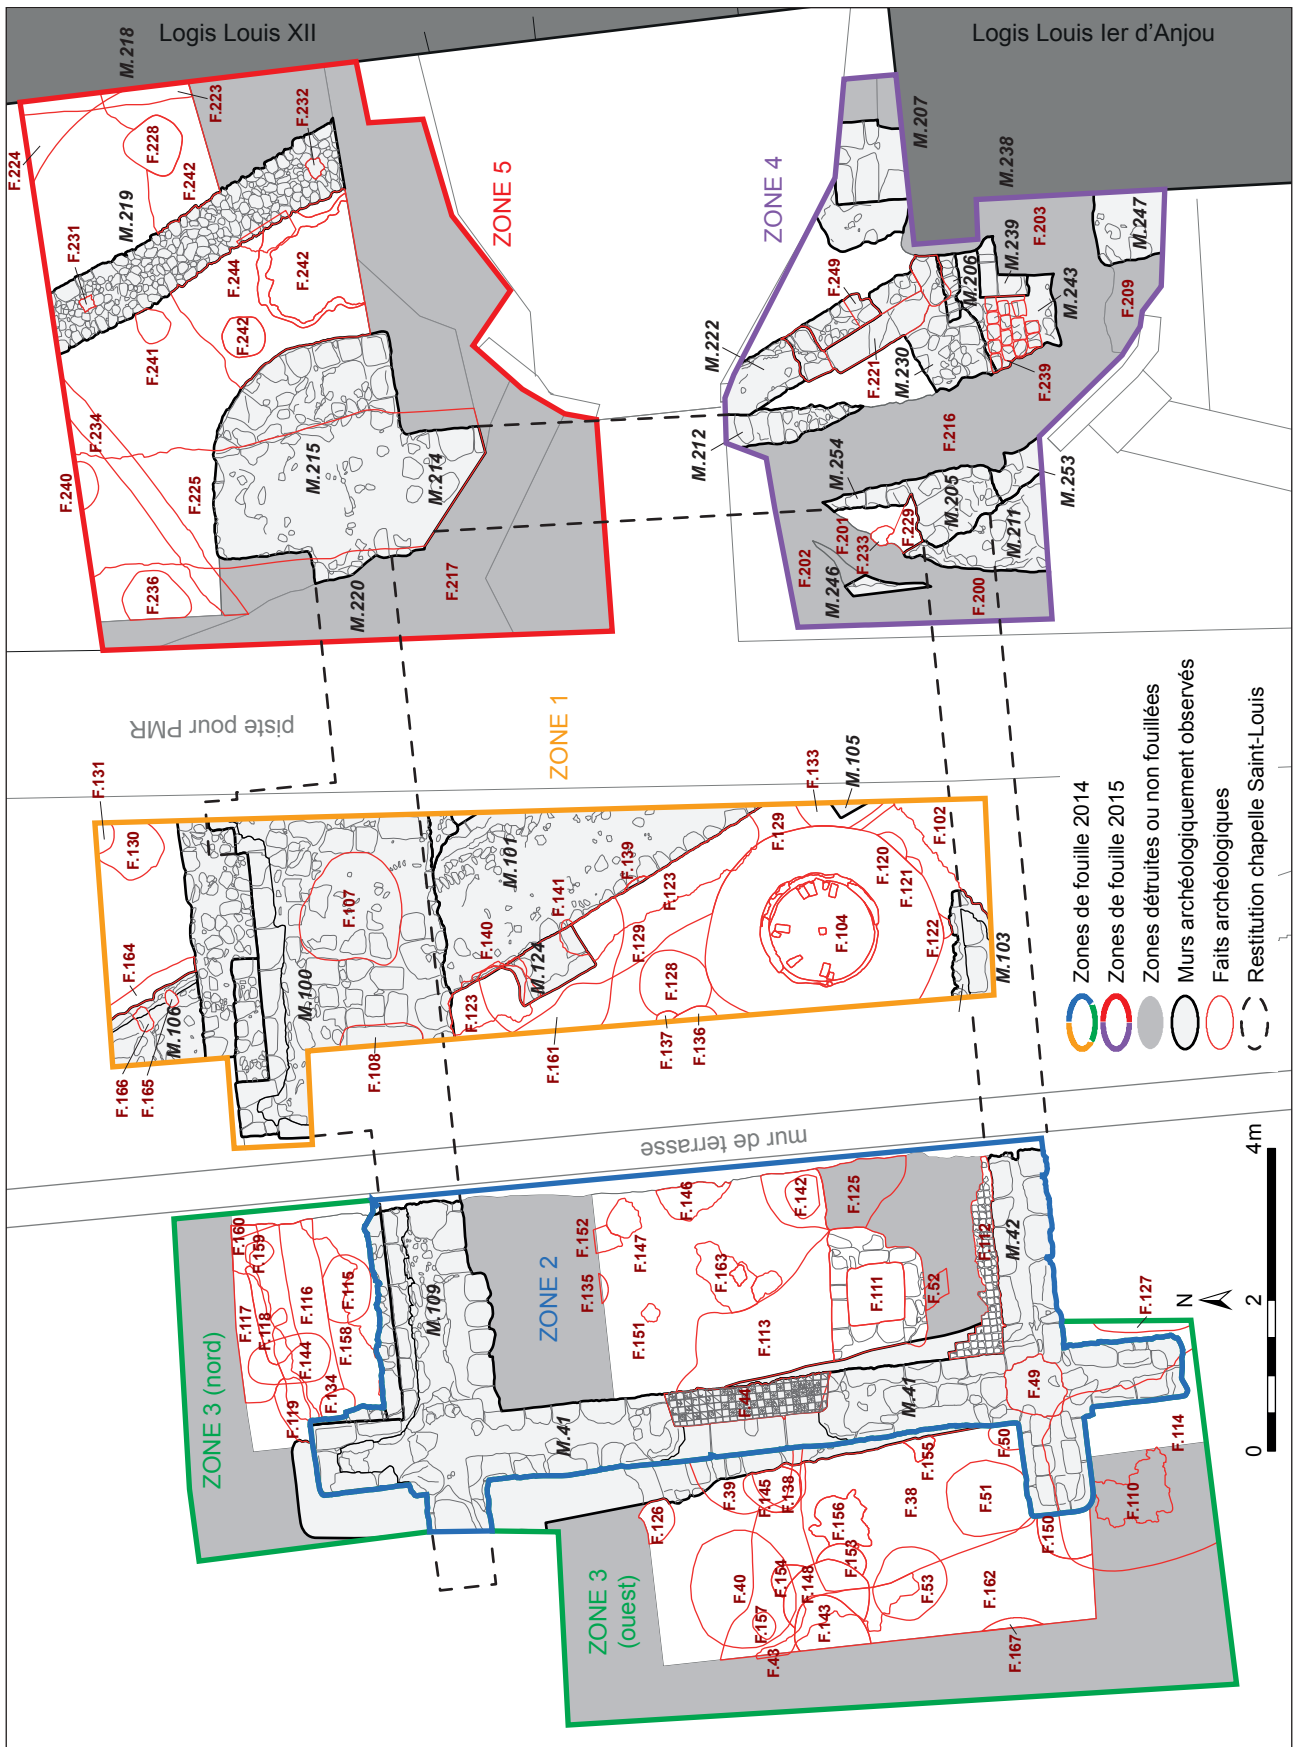 Logis Louis XII
Logis Louis Ier d'Anjou
M.218
F.224
F.223
F.228
F.232
F.242
M.219
F.231
F.244
F.242
F.241
F.242
F.234
F.240
F.225
M.215
M.214
F.236
M.220
F.217
ZONE 5
ZONE 4
M.207
M.238
F.203
M.239
M.247
M.206
F.249
M.243
F.209
M.222
F.221
M.230
F.239
M.212
F.216
M.254
M.205
M.253
F.201
F.229
F.233
M.211
F.202
M.246
F.200
piste pour PMR
ZONE 1
F.131
F.130
F.164
M.106
F.166
F.165
F.107
M.100
F.108
M.101
F.139
F.141
F.140
M.124
F.123
F.123
F.129
F.129
F.161
F.128
F.137
F.136
F.133
M.105
F.102
F.120
F.121
F.104
F.122
M.103
mur de terrasse
Zones de fouille 2014
Zones de fouille 2015
Zones détruites ou non fouillées
Murs archéologiquement observés
Faits archéologiques
Restitution chapelle Saint-Louis
ZONE 3 (nord)
F.160
F.159
F.117
F.118
F.116
F.115
F.144
F.158
F.119
F.134
M.109
ZONE 2
F.152
F.135
F.147
F.146
F.142
F.125
F.163
F.151
F.113
F.111
F.52
F.112
M.42
F.44
M.41
M.41
F.49
F.127
F.50
F.114
F.155
F.110
F.39
F.145
F.138
F.38
F.51
F.126
F.156
F.150
F.153
F.40
F.154
F.148
F.53
F.162
F.157
F.143
F.43
F.167
ZONE 3
(ouest)
N
0
2
4m